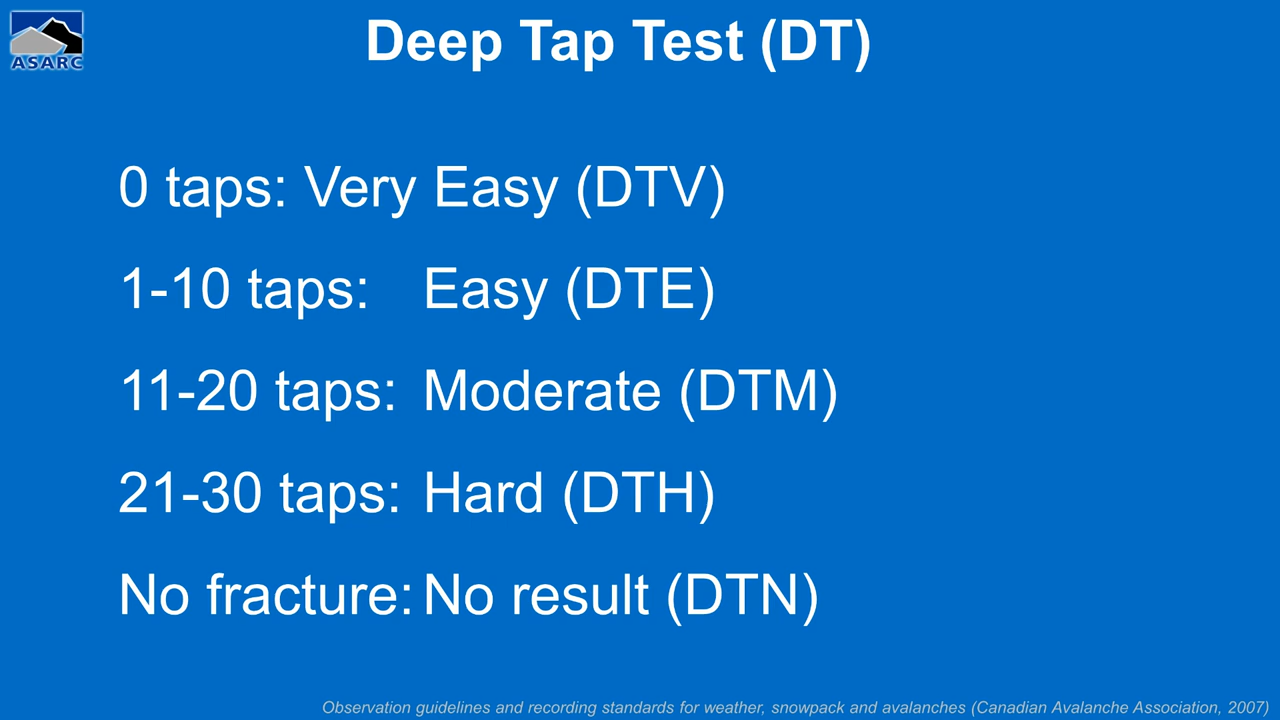 ASARC
Deep Tap Test (DT)
0 taps: Very Easy (DTV)
1-10 taps: Easy (DTE)
11-20 taps: Moderate (DTM)
21-30 taps: Hard (DTH)
No fracture: No result (DTN)
Observation guidelines and recording standards for weather, snowpack and avalanches (Canadian Avalanche Association, 2007)